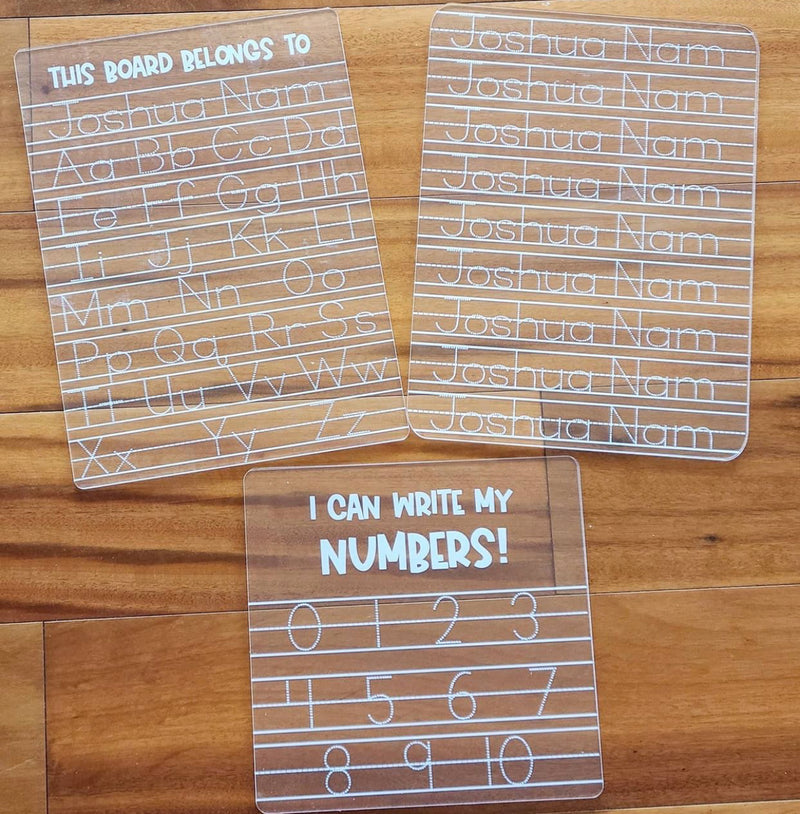 THIS BOARD BELONGS TO
Joshua Nam
Aa Bb Cc Dd
Ee Ff Gg Hh
Ii Jj Kk Ll
Mm Nn Oo
Pp Qq Rr Ss
Tt Uu Vv Ww
Xx Yy Zz
Joshua Nam
Joshua Nam
Joshua Nam
Joshua Nam
Joshua Nam
Joshua Nam
Joshua Nam
Joshua Nam
Joshua Nam
I CAN WRITE MY
NUMBERS!
0 1 2 3
4 5 6 7
8 9 10